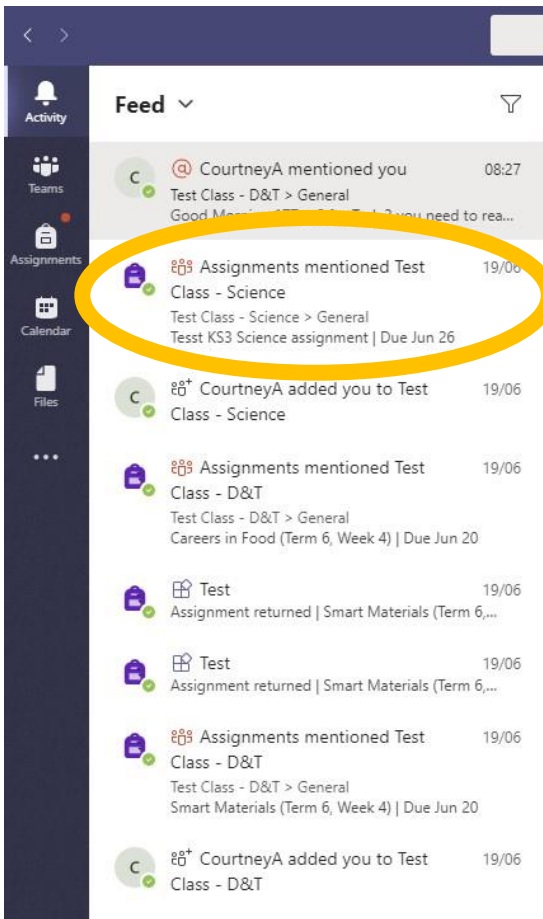 Activity
Teams
Assignments
Calendar
Files
Feed
@ CourtneyA mentioned you 08:27
Test Class - D&T > General
Good need to rea...
Assignments mentioned Test 19/06
Class - Science
Test Class - Science > General
Tesst KS3 Science assignment | Due Jun 26
C CourtneyA added you to Test 19/06
Class - Science
Assignments mentioned Test 19/06
Class - D&T
Test Class - D&T > General
Careers in Food (Term 6, Week 4) | Due Jun 20
Test 19/06
Assignment returned | Smart Materials (Term 6,...
Test 19/06
Assignment returned | Smart Materials (Term 6,...
Assignments mentioned Test 19/06
Class - D&T
Test Class - D&T > General
Smart Materials (Term 6, Week 4) | Due Jun 20
C CourtneyA added you to Test 19/06
Class - D&T